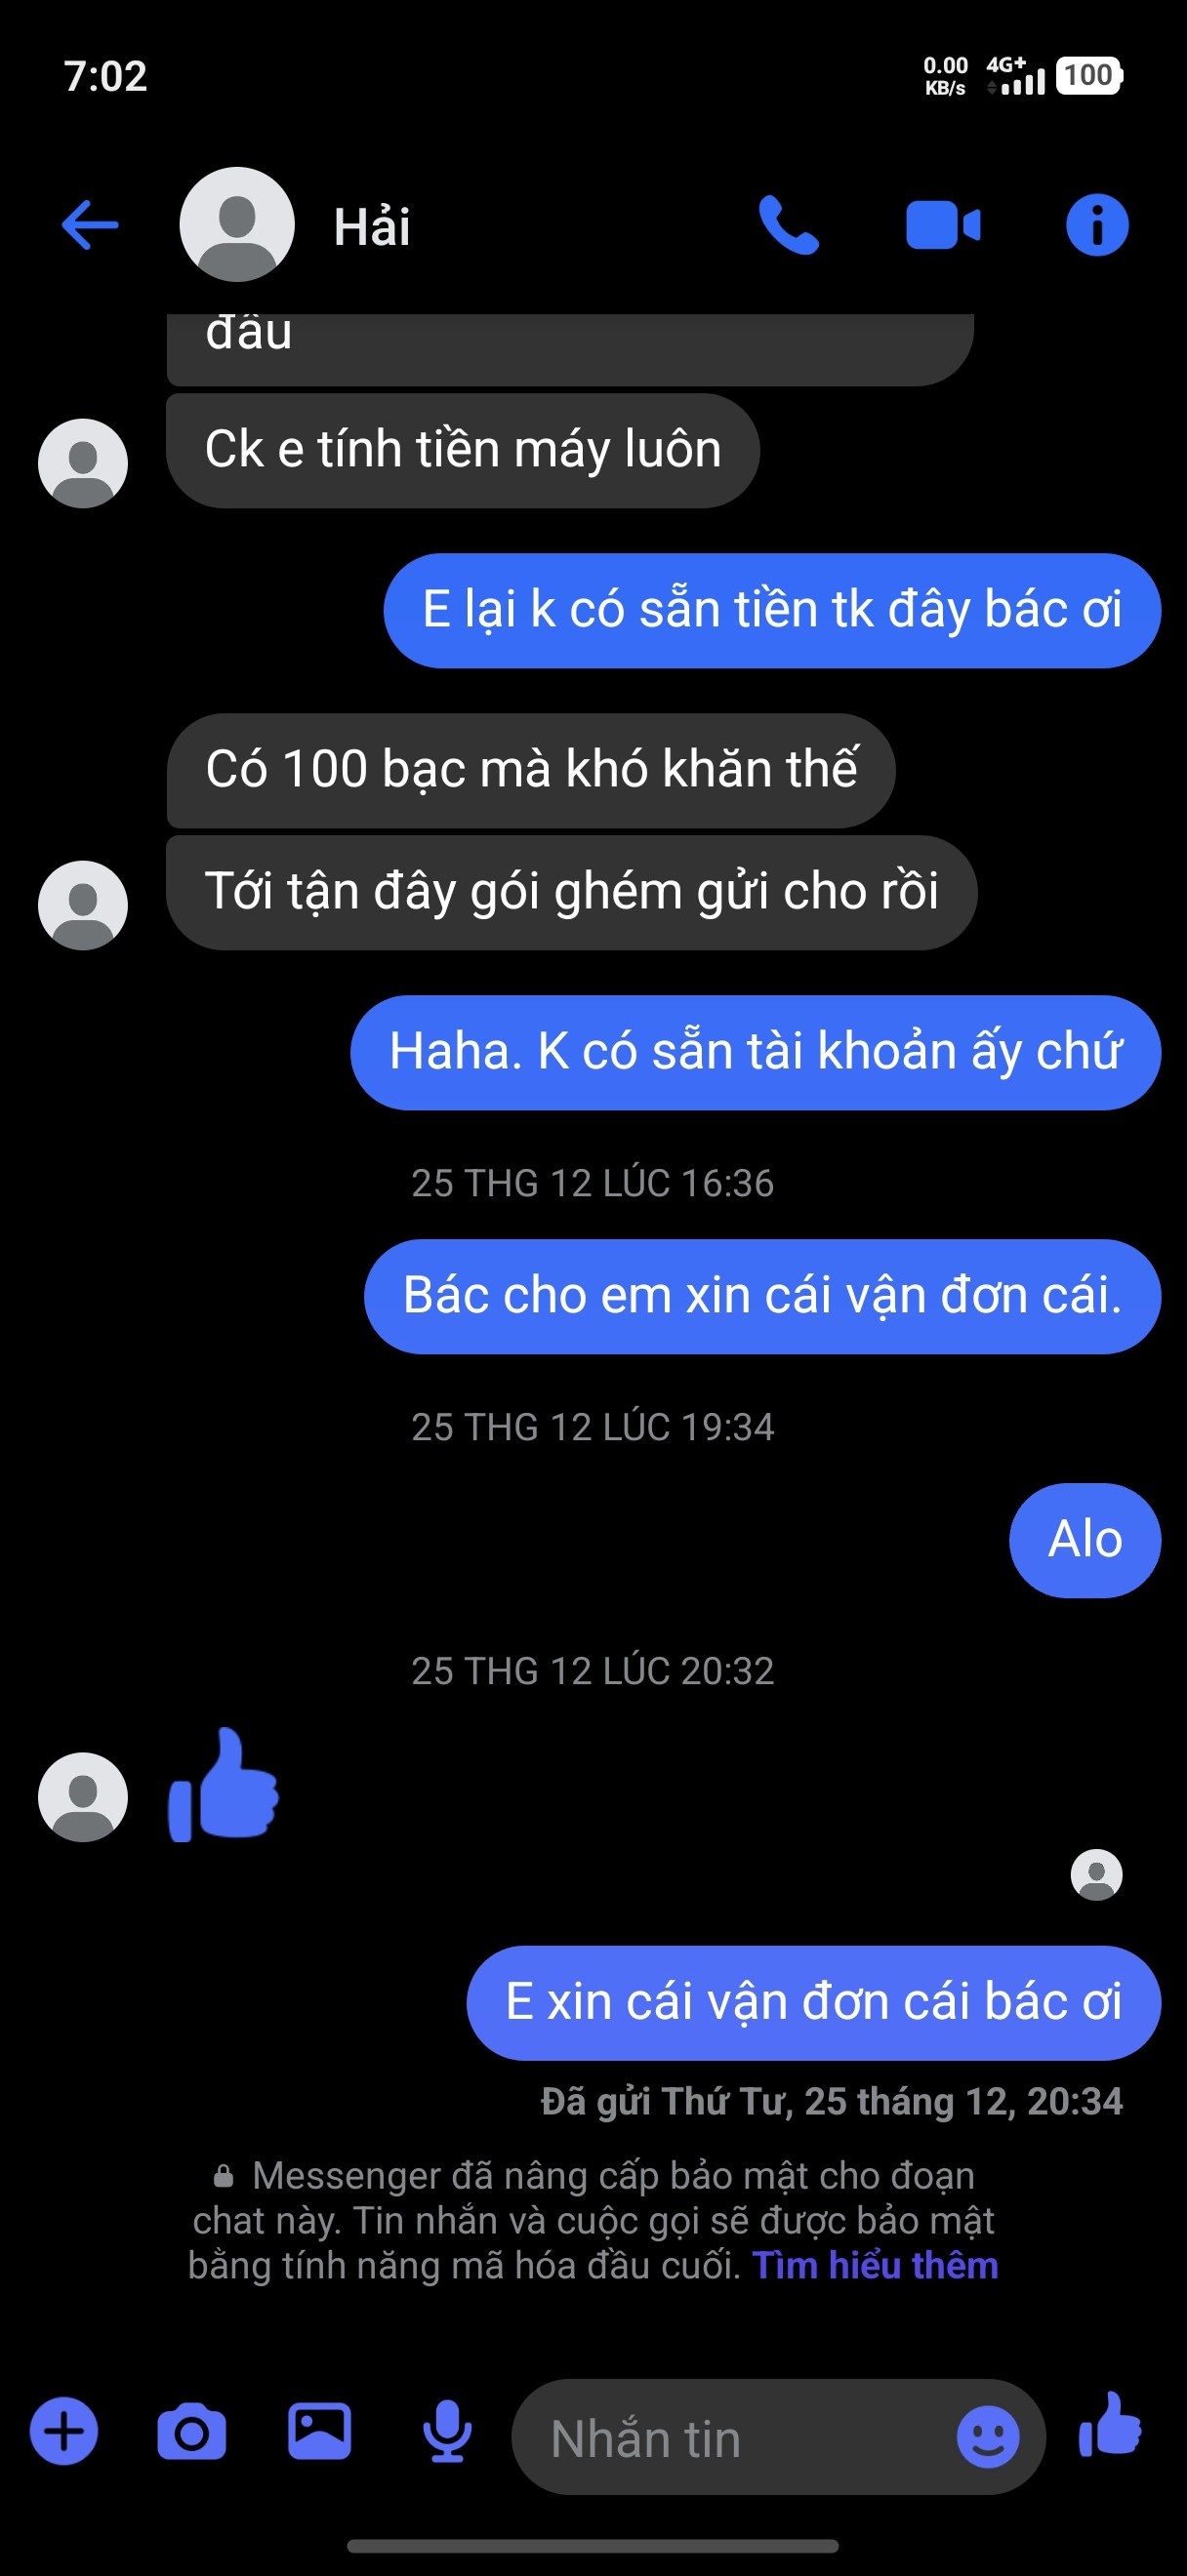 7:02
0.00
KB/s
4G+
100
Hải
đâu
Ck e tính tiền máy luôn
E lại k có sẵn tiền tk đây bác ơi
Có 100 bạc mà khó khăn thế
Tới tận đây gói ghém gửi cho rồi
Haha. K có sẵn tài khoản ấy chứ
25 THG 12 LÚC 16:36
Bác cho em xin cái vận đơn cái.
25 THG 12 LÚC 19:34
Alo
25 THG 12 LÚC 20:32
E xin cái vận đơn cái bác ơi
Đã gửi Thứ Tư, 25 tháng 12, 20:34
Messenger đã nâng cấp bảo mật cho đoạn
chat này. Tin nhắn và cuộc gọi sẽ được bảo mật
bằng tính năng mã hóa đầu cuối. Tìm hiểu thêm
Nhắn tin